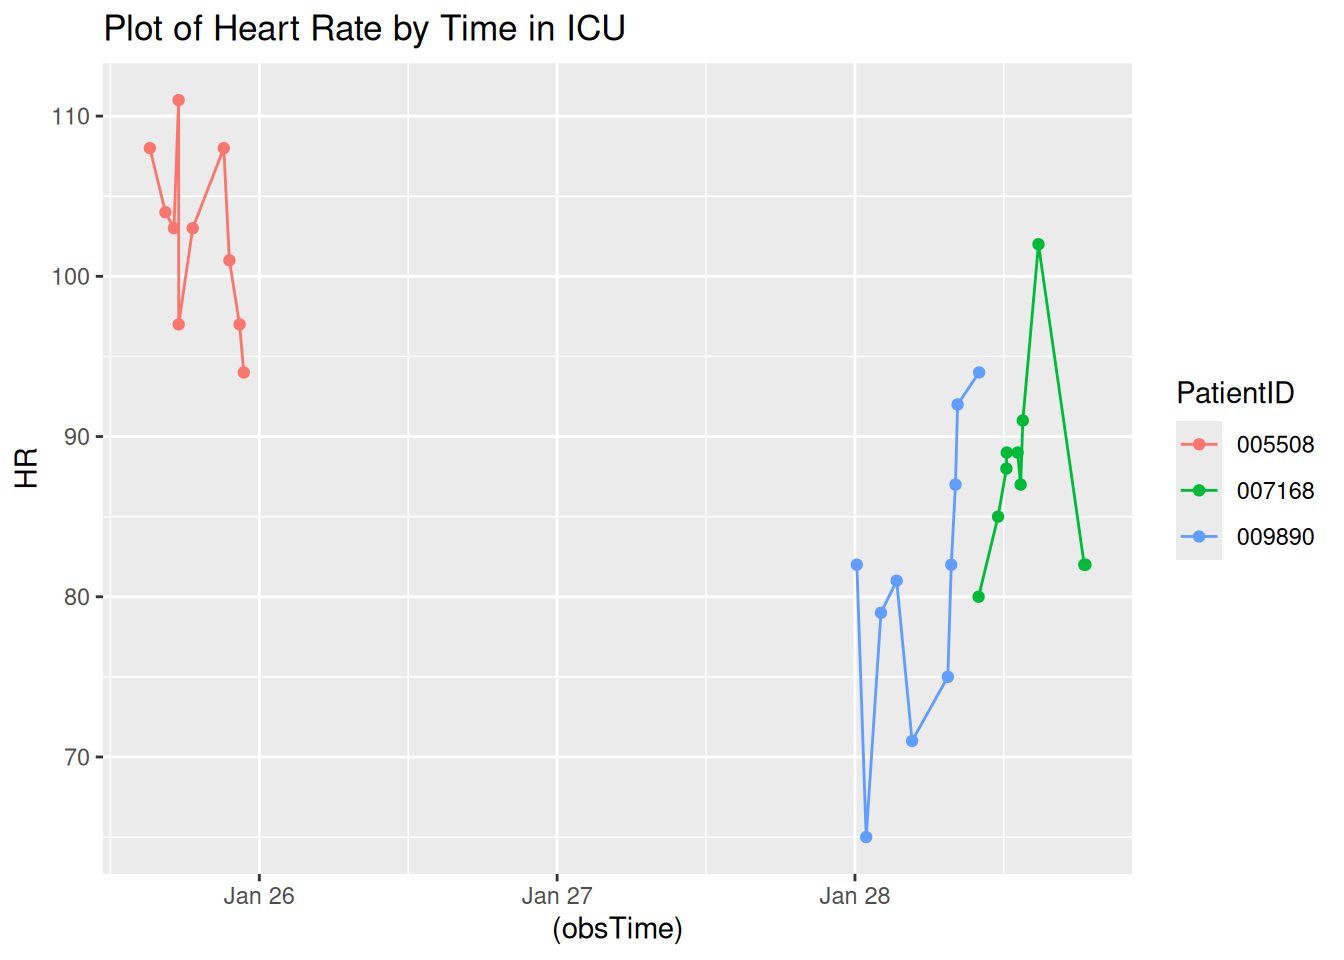 Plot of Heart Rate by Time in ICU
110
100
90
80
70
HR
Jan 26
Jan 27
Jan 28
(obsTime)
PatientID
005508
007168
009890